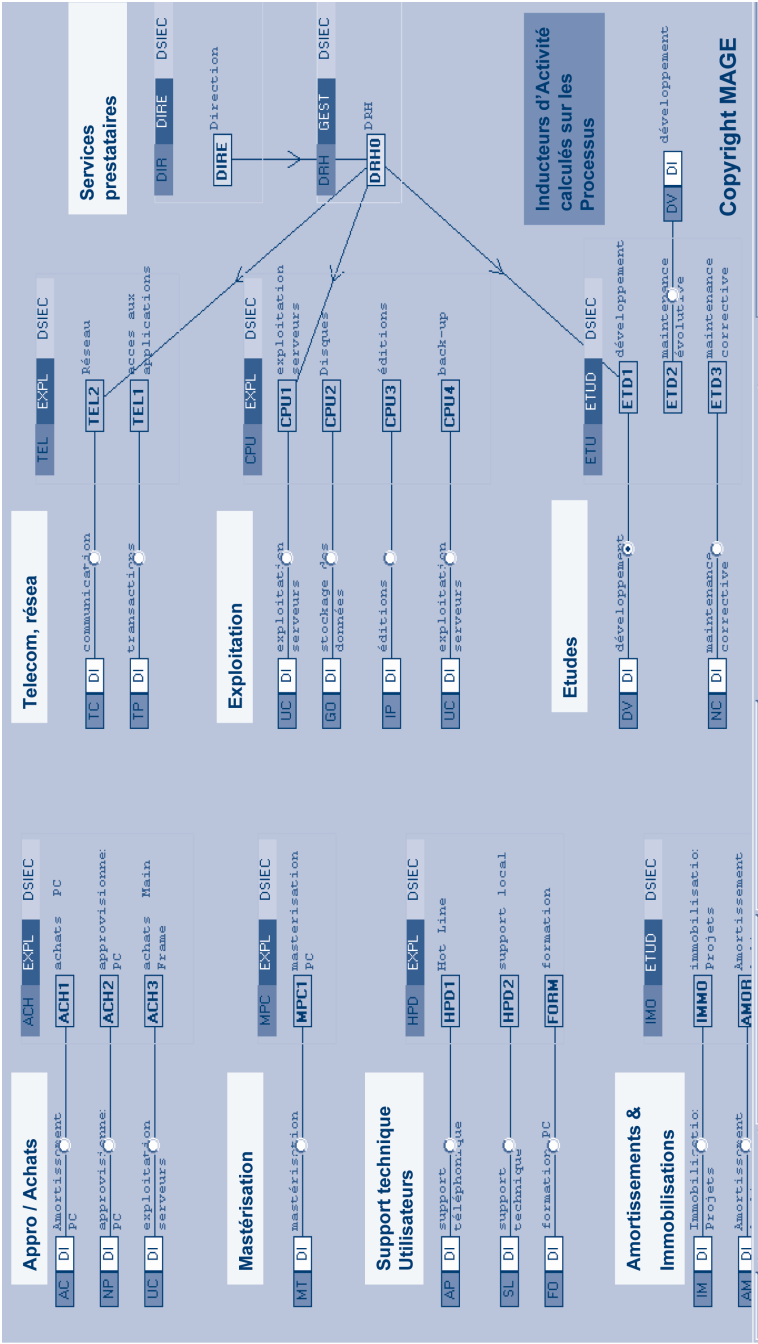 Appro / Achats
ACH EXPL DSIEC
AC DI Amortissement PC
ACH1 achats PC
NP DI approvisionne: PC
ACH2 approvisionne: PC
UC DI exploitation serveurs
ACH3 achats Main Frame
Mastérisation
MPC EXPL DSIEC
MT DI mastérisation
MPC1 masterisation PC
Support technique
Utilisateurs
HPD EXPL DSIEC
AP DI support téléphonique
HPD1 Hot Line
SL DI support technique
HPD2 support local
FO DI formation PC
FORM formation
Amortissements &
Immobilisations
IMO ETUD DSIEC
IM DI Immobilisatio: Projets
IMMO immobilisatio: Projets
AM DI Amortissement
AMOR Amortissement
Telecom, résea
TEL EXPL DSIEC
TC DI communication
TEL2 Réseau
TP DI transactions
TEL1 acces aux applications
Exploitation
CPU EXPL DSIEC
UC DI exploitation serveurs
CPU1 exploitation serveurs
GO DI stockage des données
CPU2 Disques
IP DI éditions
CPU3 éditions
UC DI exploitation serveurs
CPU4 back-up
Etudes
ETU ETUD DSIEC
DV DI développement
ETD1 développement
ETD2 maintenance évolutive
DV DI développement
NC DI maintenance corrective
ETD3 maintenance corrective
Services
prestataires
DIR DIRE DSIEC
DIRE Direction
DRH GEST DSIEC
DRH0 DRH
Inducteurs d'Activité
calculés sur les
Processus
Copyright MAGE